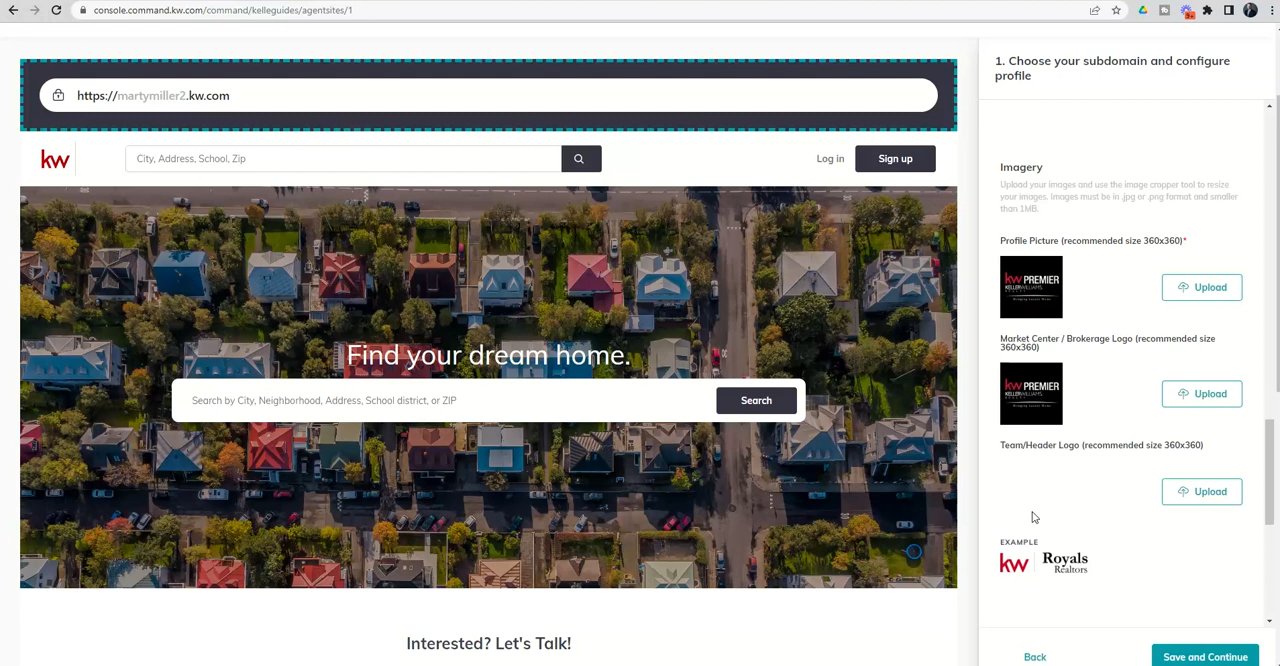 console.command.kw.com/command/kelleguides/agentsites/1
9+
https://martymiller2.kw.com
kw
City, Address, School, Zip
Log in
Sign up
Find your dream home.
Search by City, Neighborhood, Address, School district, or ZIP
Search
Interested? Let's Talk!
1. Choose your subdomain and configure
profile
Imagery
Upload your images and use the image cropper tool to resize
your images. Images must be in .jpg or .png format and smaller
than 1MB.
Profile Picture (recommended size 360x360)*
kw PREMIER
KELLERWILLIAMS.
Upload
Market Center / Brokerage Logo (recommended size
360x360)
kw PREMIER
KELLERWILLIAMS.
Upload
Team/Header Logo (recommended size 360x360)
Upload
EXAMPLE
kw Royals
Realtors
Back
Save and Continue